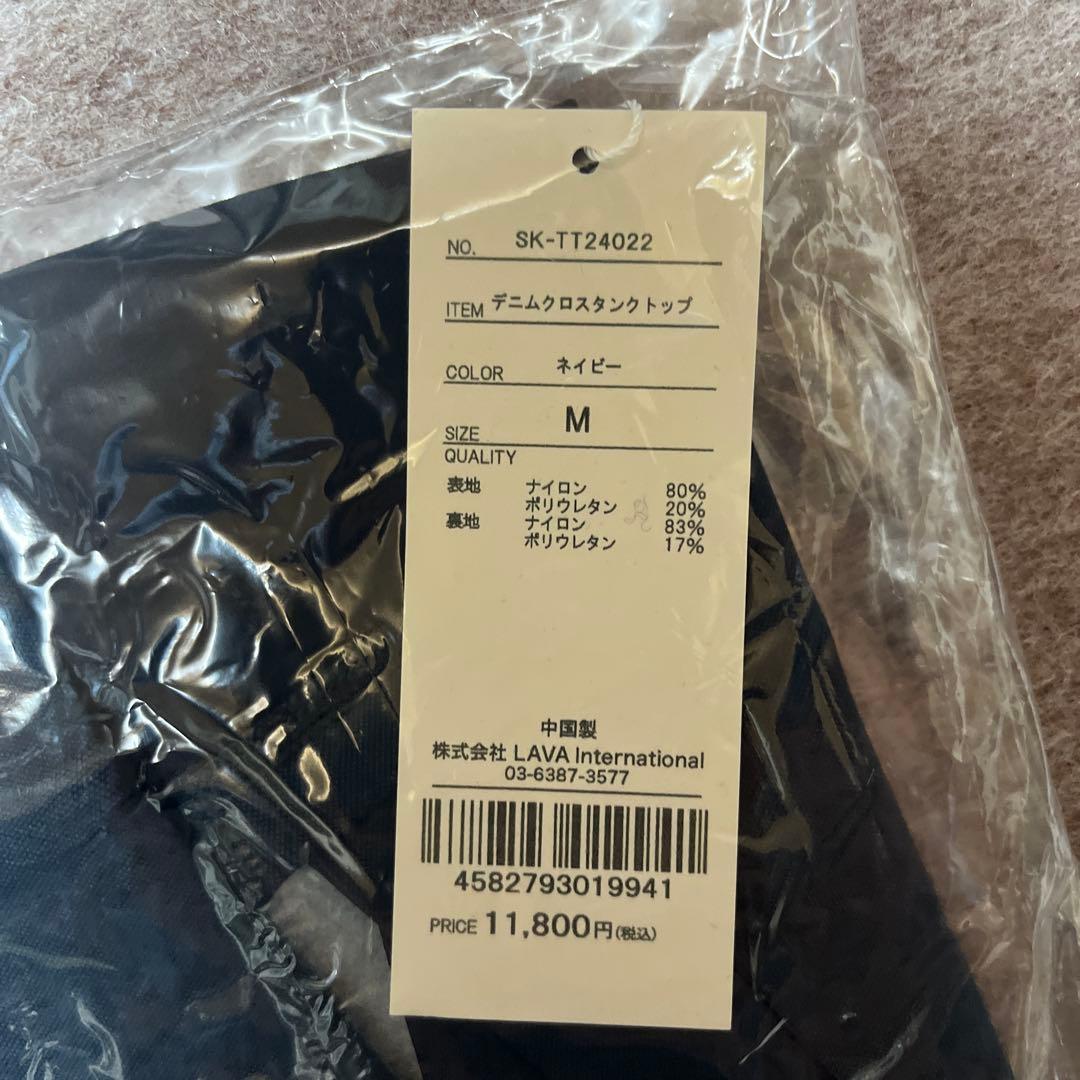 NO. SK-TT24022
ITEM デニムクロスタンクトップ
COLOR ネイビー
SIZE M
QUALITY
表地 ナイロン 80%
ポリウレタン 20%
裏地 ナイロン 83%
ポリウレタン 17%
中国製
株式会社 LAVA International
03-6387-3577
4582793019941
PRICE 11,800円(税込)